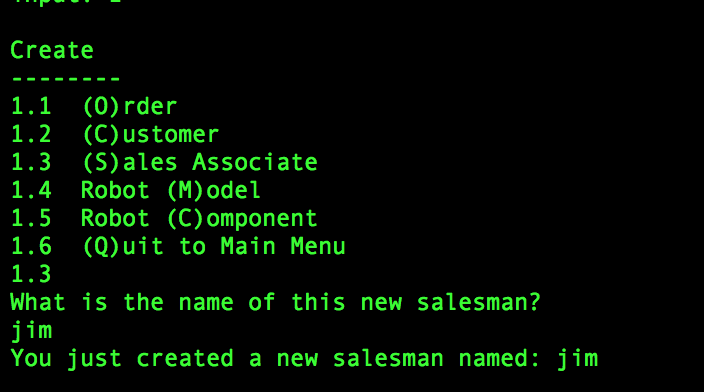 Create
--------
1.1  (O)rder
1.2  (C)ustomer
1.3  (S)ales Associate
1.4  Robot (M)odel
1.5  Robot (C)omponent
1.6  (Q)uit to Main Menu
1.3
What is the name of this new salesman?
jim
You just created a new salesman named: jim